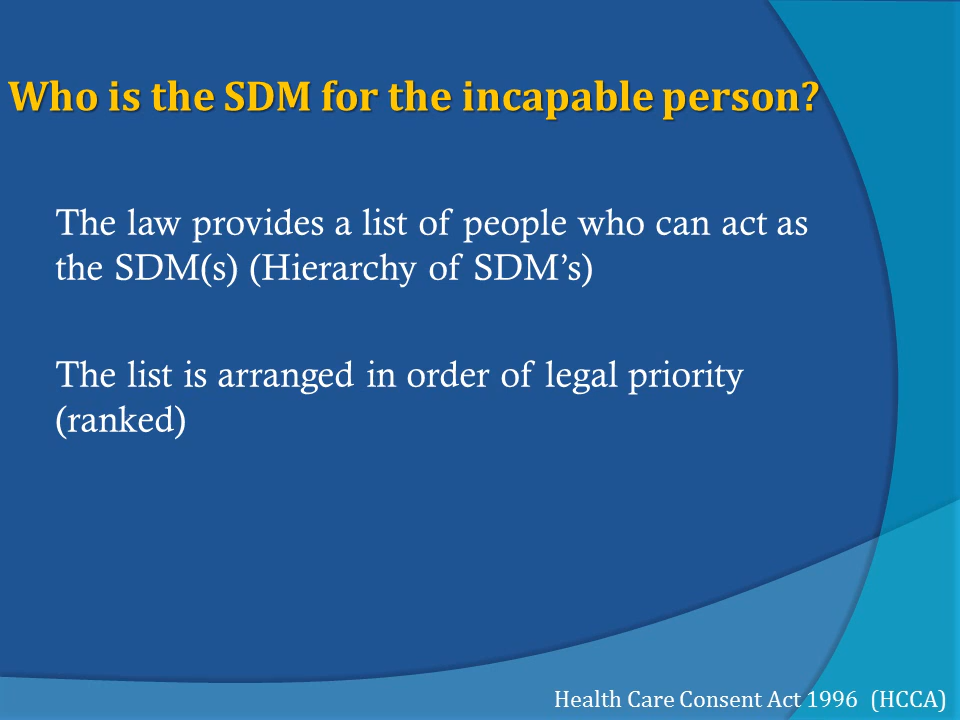 Who is the SDM for the incapable person?
The law provides a list of people who can act as
the SDM(s) (Hierarchy of SDM’s)
The list is arranged in order of legal priority
(ranked)
Health Care Consent Act 1996 (HCCA)